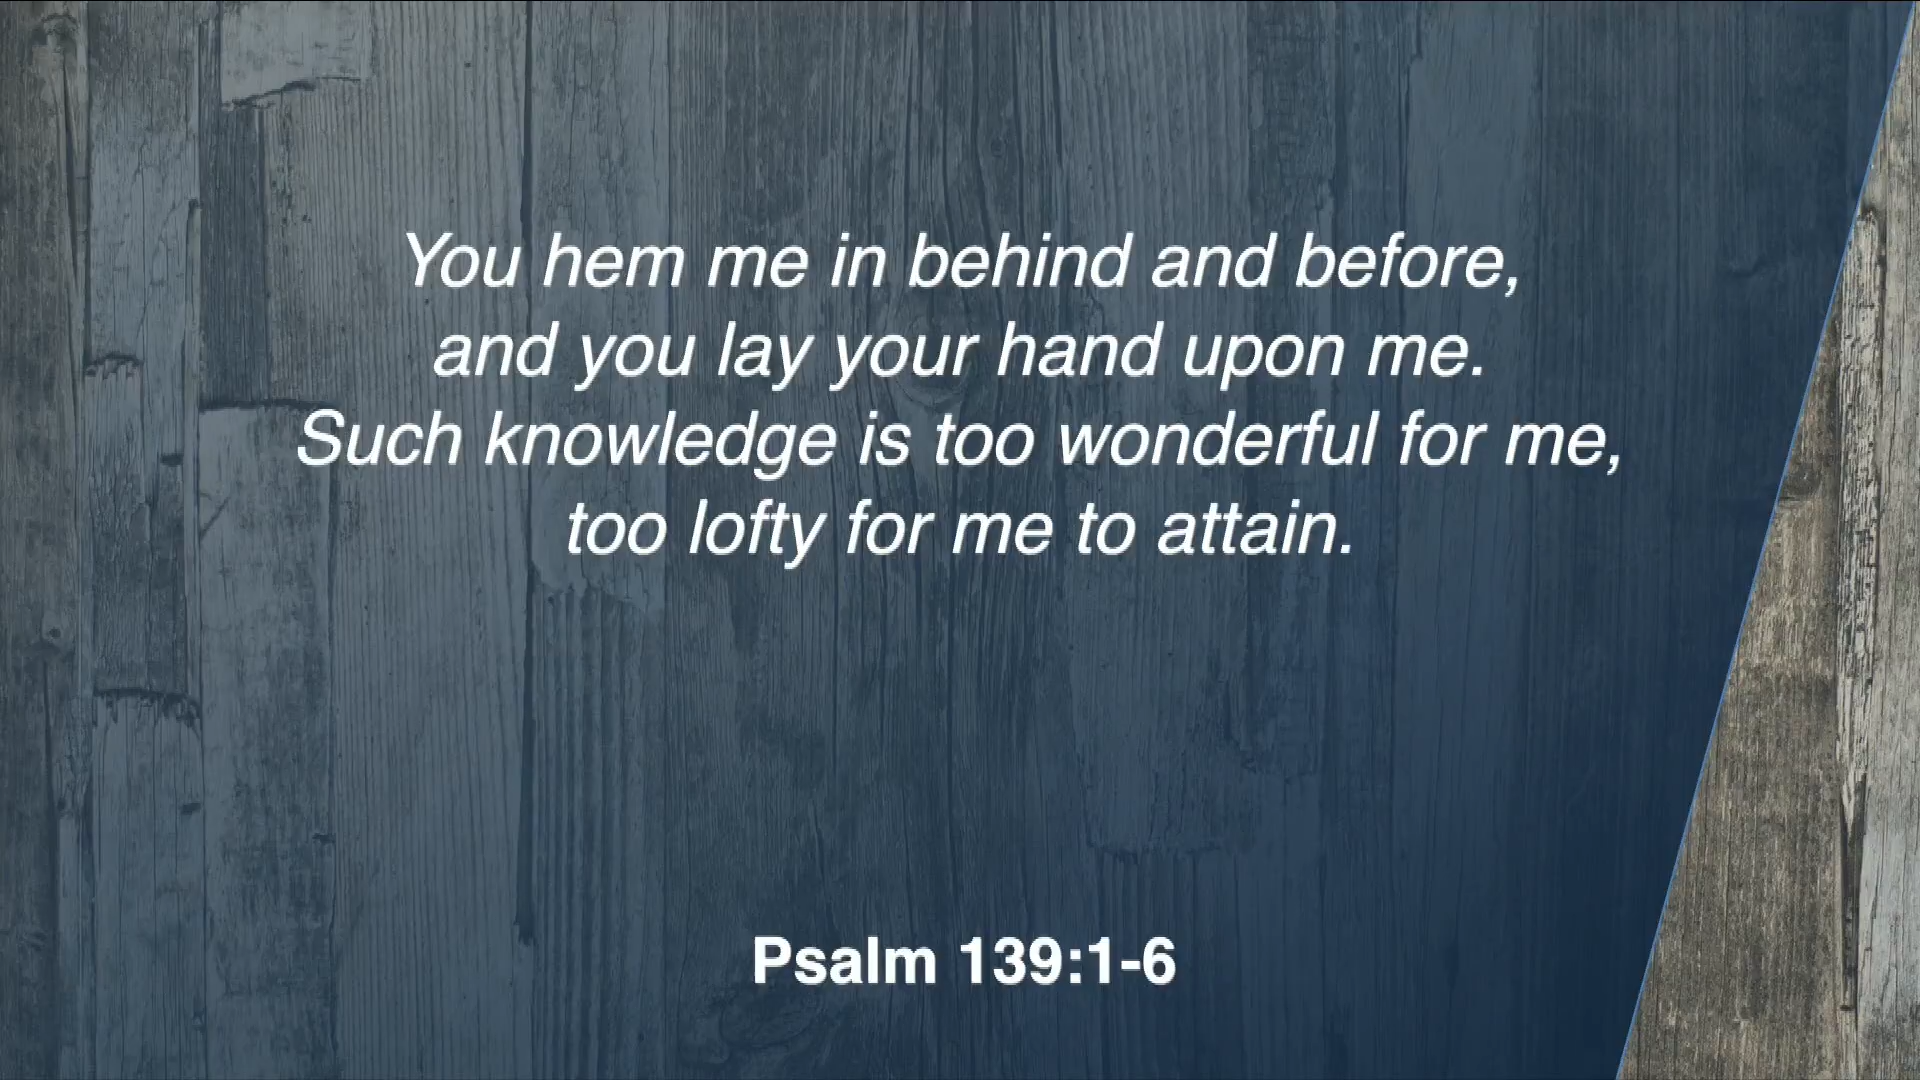 You hem me in behind and before,
and you lay your hand upon me.
Such knowledge is too wonderful for me,
too lofty for me to attain.
Psalm 139:1-6